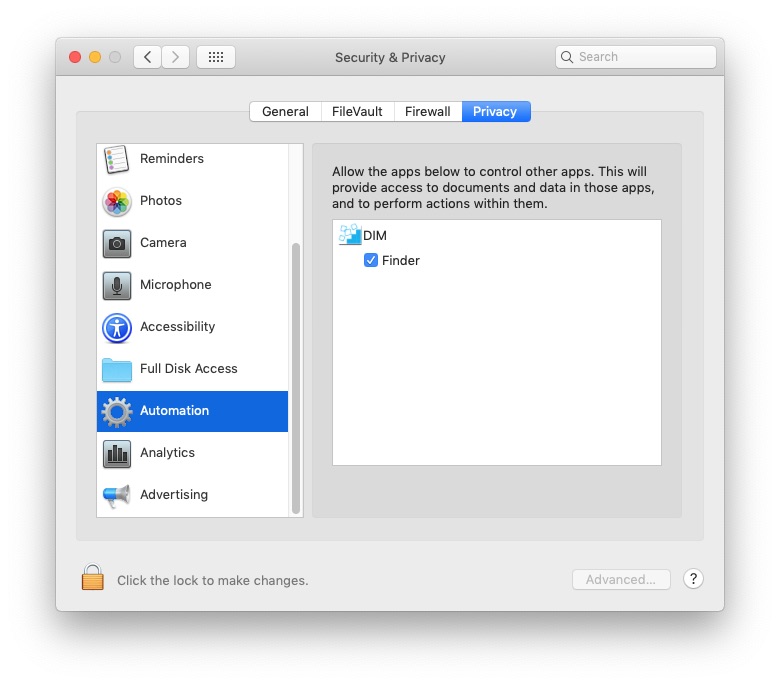 Security & Privacy
Search
General
FileVault
Firewall
Privacy
Reminders
Photos
Camera
Microphone
Accessibility
Full Disk Access
Automation
Analytics
Advertising
Allow the apps below to control other apps. This will
provide access to documents and data in those apps,
and to perform actions within them.
DIM
Finder
Click the lock to make changes.
Advanced...
?